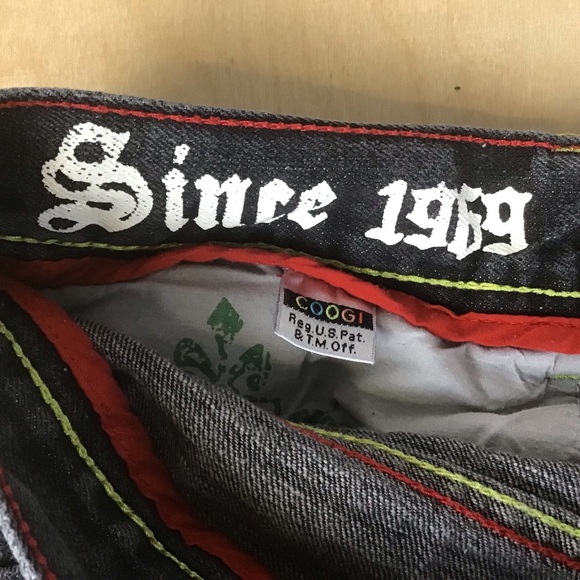 Since 1969
COOGI
Reg.U.S.Pat.
&T.M.Off.